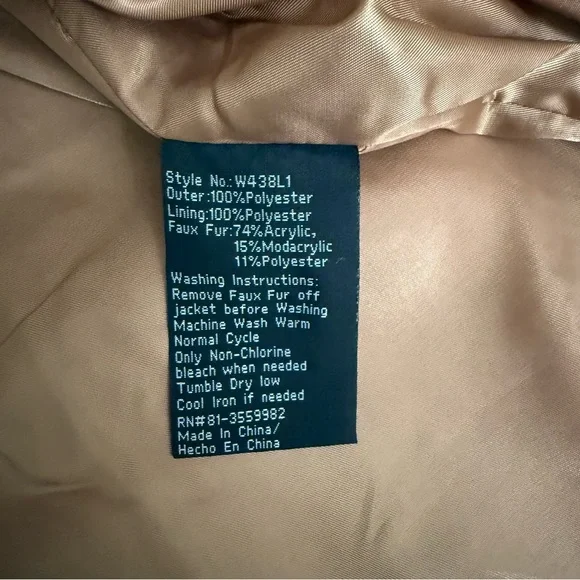 Style No.:W438L1
Outer:100%Polyester
Lining:100%Polyester
Faux Fur:74%Acrylic,
15%Modacrylic
11%Polyester
Washing Instructions:
Remove Faux Fur off
jacket before Washing
Machine Wash Warm
Normal Cycle
Only Non-Chlorine
bleach when needed
Tumble Dry low
Cool Iron if needed
RN#81-3559982
Made In China/
Hecho En China